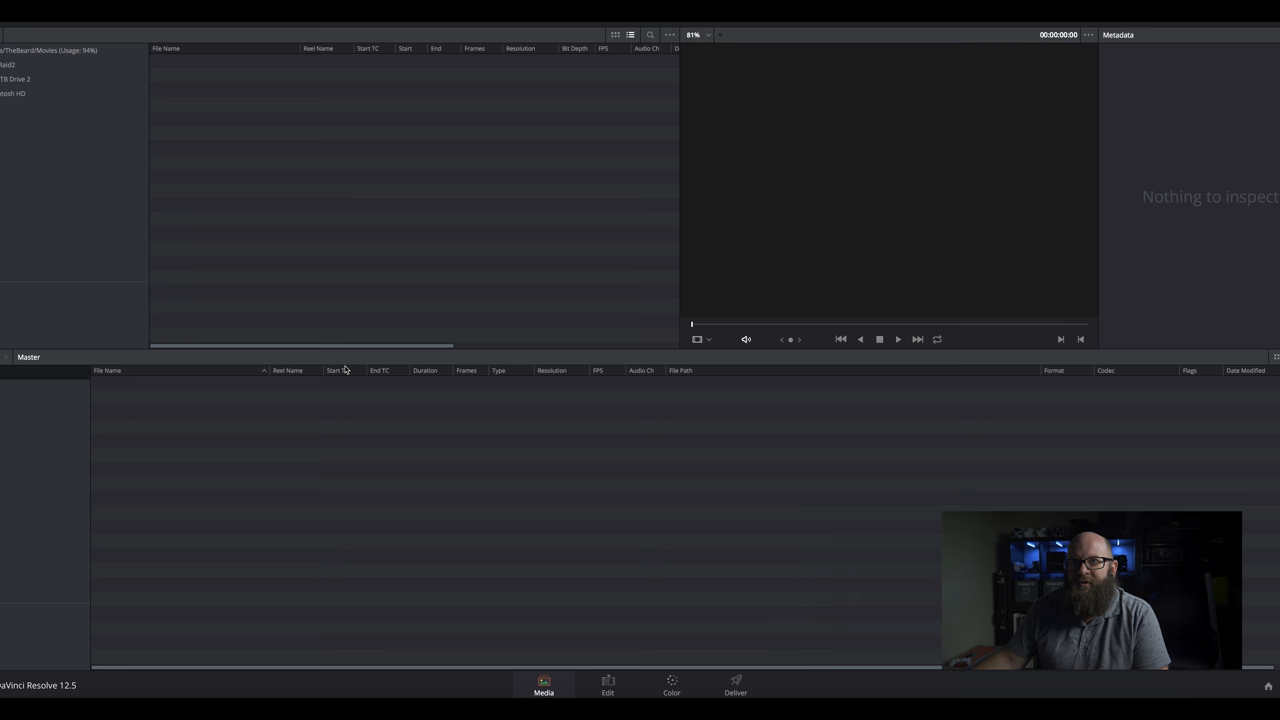 81%
00:00:00:00
Metadata
s/TheBeard/Movies (Usage: 94%)
Raid2
TB Drive 2
ntosh HD
File Name Reel Name Start TC Start End Frames Resolution Bit Depth FPS Audio Ch D
Nothing to inspect
Master
File Name Reel Name Start End TC Duration Frames Type Resolution FPS Audio Ch File Path Format Codec Flags Date Modified
DaVinci Resolve 12.5
Media Edit Color Deliver